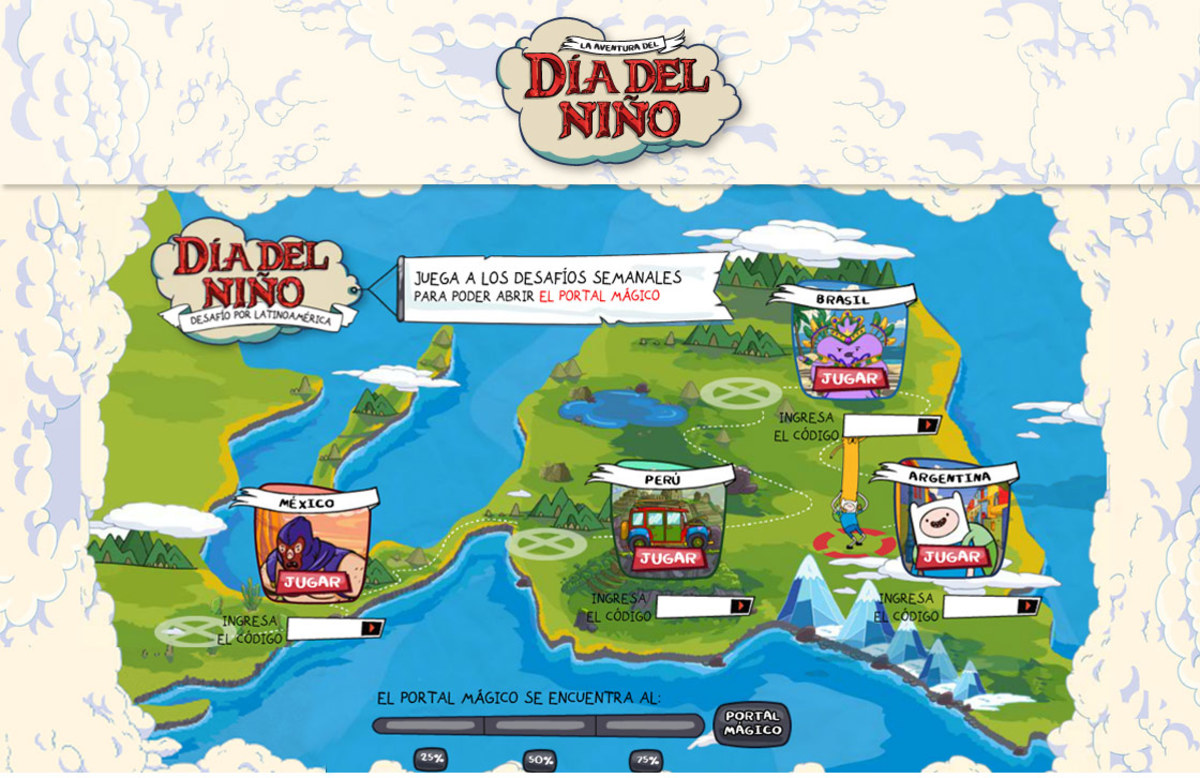 LA AVENTURA DEL
DÍA DEL
NIÑO
DÍA DEL
NIÑO
DESAFÍO POR LATINOAMÉRICA
JUEGA A LOS DESAFÍOS SEMANALES
PARA PODER ABRIR EL PORTAL MÁGICO
BRASIL
JUGAR
INGRESA
EL CÓDIGO
MÉXICO
JUGAR
INGRESA
EL CÓDIGO
PERÚ
JUGAR
INGRESA
EL CÓDIGO
ARGENTINA
JUGAR
INGRESA
EL CÓDIGO
EL PORTAL MÁGICO SE ENCUENTRA AL:
PORTAL
MÁGICO
25% 50% 75%